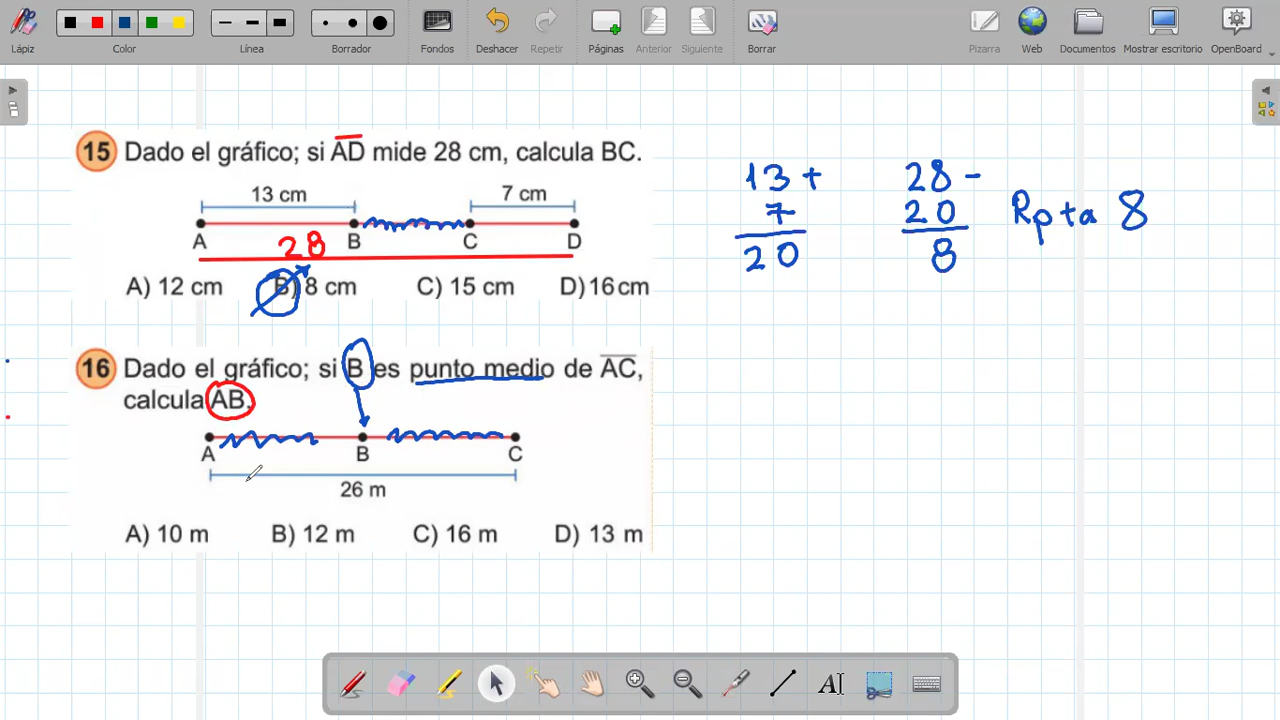 Lápiz
Color
Línea
Borrador
Fondos
Deshacer
Repetir
Páginas
Anterior
Siguiente
Borrar
Pizarra
Web
Documentos
Mostrar escritorio
OpenBoard
15 Dado el gráfico; si AD mide 28 cm, calcula BC.
13 cm 7 cm
A B C D
28
A) 12 cm B) 8 cm C) 15 cm D) 16 cm
13 +
7
20
28 -
20
8
Rpta 8
16 Dado el gráfico; si B es punto medio de AC,
calcula AB.
A B C
26 m
A) 10 m B) 12 m C) 16 m D) 13 m
AI